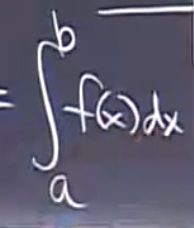 = ∫_a^b f(x) dx